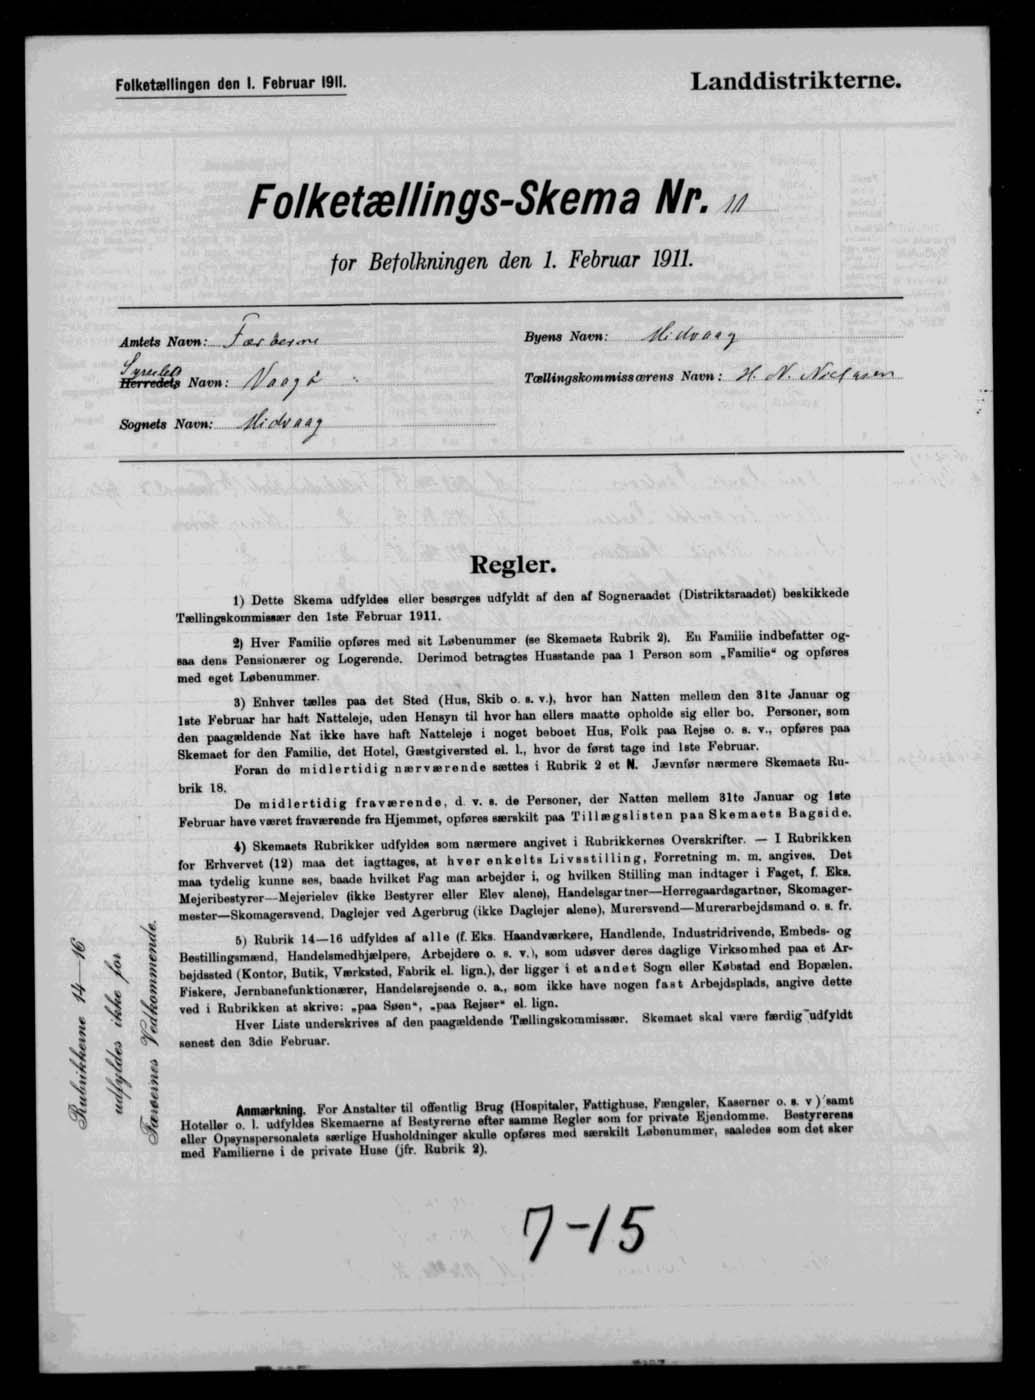 Folketællingen den 1. Februar 1911.
Landdistrikterne.
Folketællings-Skema Nr. 10
for Befolkningen den 1. Februar 1911.
Amtets Navn: Færøerne
Byens Navn: Midvaag
Syslets
Herredets Navn: Vaagø
Tællingskommissærens Navn: H. N. Nielsen
Sognets Navn: Midvaag
Regler.
1) Dette Skema udfyldes eller besørges udfyldt af den af Sogneraadet (Distriktsraadet) beskikkede
Tællingskommissær den 1ste Februar 1911.
2) Hver Familie opføres med sit Løbenummer (se Skemaets Rubrik 2). En Familie indbefatter og-
saa dens Pensionærer og Logerende. Derimod betragtes Husstande paa 1 Person som „Familie“ og opføres
med eget Løbenummer.
3) Enhver tælles paa det Sted (Hus, Skib o. s. v.), hvor han Natten mellem den 31te Januar og
1ste Februar har haft Natteleje, uden Hensyn til hvor han ellers maatte opholde sig eller bo. Personer, som
den paagældende Nat ikke have haft Natteleje i noget beboet Hus, Folk paa Rejse o. s. v., opføres paa
Skemaet for den Familie, det Hotel, Gæstgiversted el. l., hvor de først tage ind 1ste Februar.
Foran de midlertidig nærværende sættes i Rubrik 2 et N. Jævnfør nærmere Skemaets Ru-
brik 18.
De midlertidig fraværende, d. v. s. de Personer, der Natten mellem 31te Januar og 1ste
Februar have været fraværende fra Hjemmet, opføres særskilt paa Tillægslisten paa Skemaets Bagside.
4) Skemaets Rubrikker udfyldes som nærmere angivet i Rubrikkernes Overskrifter. — I Rubrikken
for Erhvervet (12) maa det iagttages, at hver enkelts Livsstilling, Forretning m. m. angives. Det
maa tydelig kunne ses, baade hvilket Fag man arbejder i, og hvilken Stilling man indtager i Faget, f. Eks.
Mejeribestyrer—Mejerielev (ikke Bestyrer eller Elev alene), Handelsgartner—Herregaardsgartner, Skomager-
mester—Skomagersvend, Daglejer ved Agerbrug (ikke Daglejer alene), Murersvend—Murerarbejdsmand o. s. fr.
5) Rubrik 14—16 udfyldes af alle (f. Eks. Haandværkere, Handlende, Industridrivende, Embeds- og
Bestillingsmænd, Handelsmedhjælpere, Arbejdere o. s. v.), som udøver deres daglige Virksomhed paa et Ar-
bejdssted (Kontor, Butik, Værksted, Fabrik el. lign.), der ligger i et andet Sogn eller Købstad end Bopælen.
Fiskere, Jernbanefunktionærer, Handelsrejsende o. a., som ikke have nogen fast Arbejdsplads, angive dette
ved i Rubrikken at skrive: „paa Søen“, „paa Rejser“ el. lign.
Hver Liste underskrives af den paagældende Tællingskommissær. Skemaet skal være færdig udfyldt
senest den 3die Februar.
Anmærkning. For Anstalter til offentlig Brug (Hospitaler, Fattighuse, Fængsler, Kaserner o. s. v) samt
Hoteller o. l. udfyldes Skemaerne af Bestyrerne efter samme Regler som for private Ejendomme. Bestyrerens
eller Opsynspersonalets særlige Husholdninger skulle opføres med særskilt Løbenummer, saaledes som det sker
med Familierne i de private Huse (jfr. Rubrik 2).
Rubrikkerne 14—16
udfyldes ikke for
Færøernes Vedkommende.
7-15